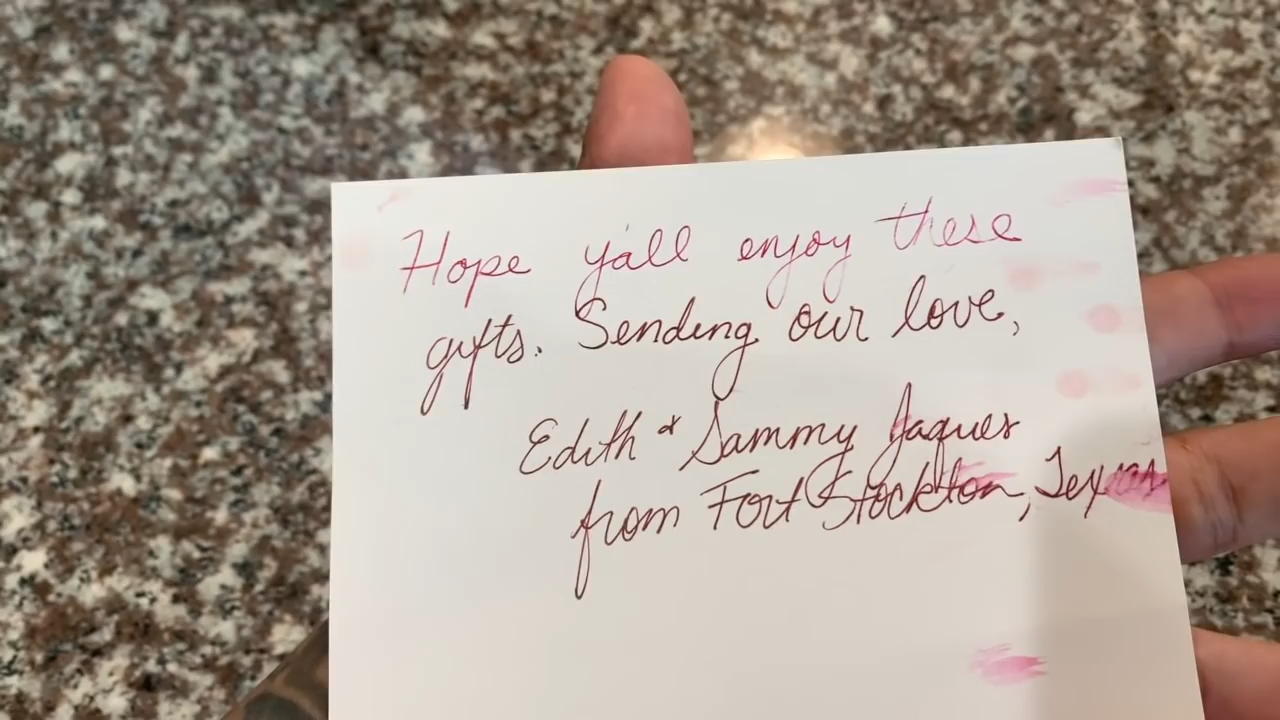 Hope y'all enjoy these
gifts. Sending our love,
Edith & Sammy Jaques
from Fort Stockton, Texas